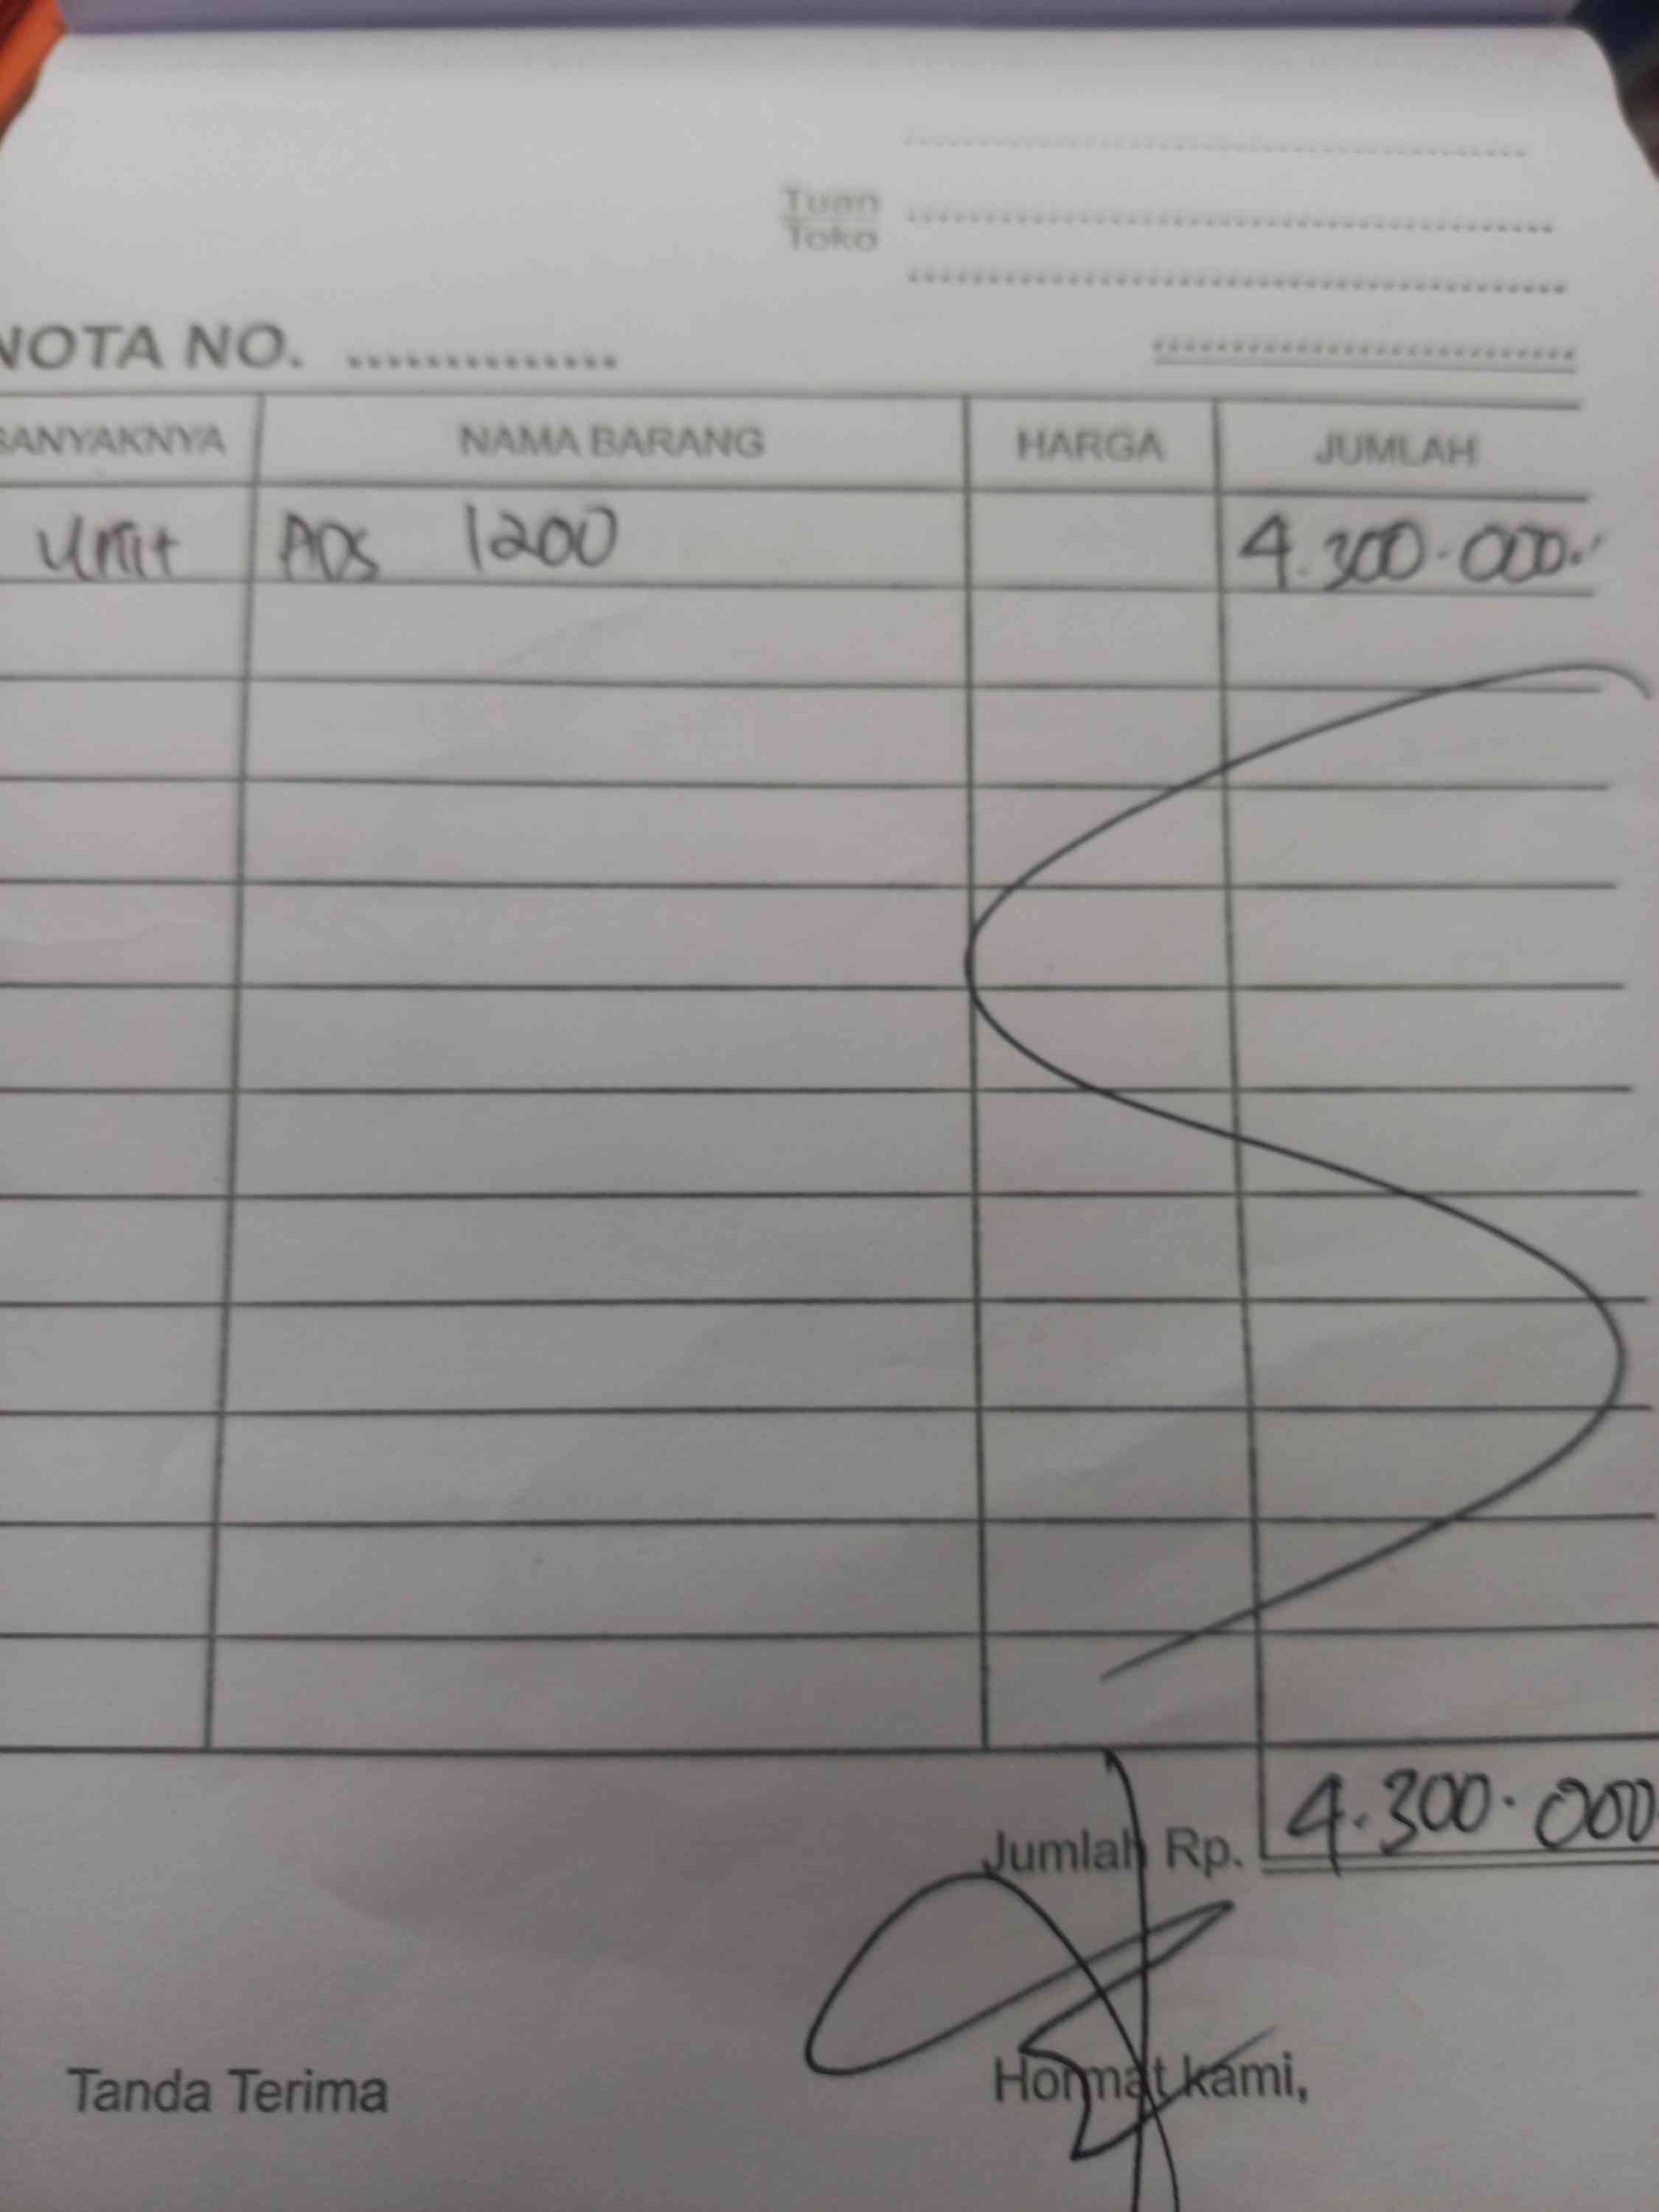 Tuan
Toko
NOTA NO. ..............
BANYAKNYA NAMA BARANG HARGA JUMLAH
Unit ADS 1200 4.300.000.-
Jumlah Rp. 4.300.000
Tanda Terima Hormat kami,